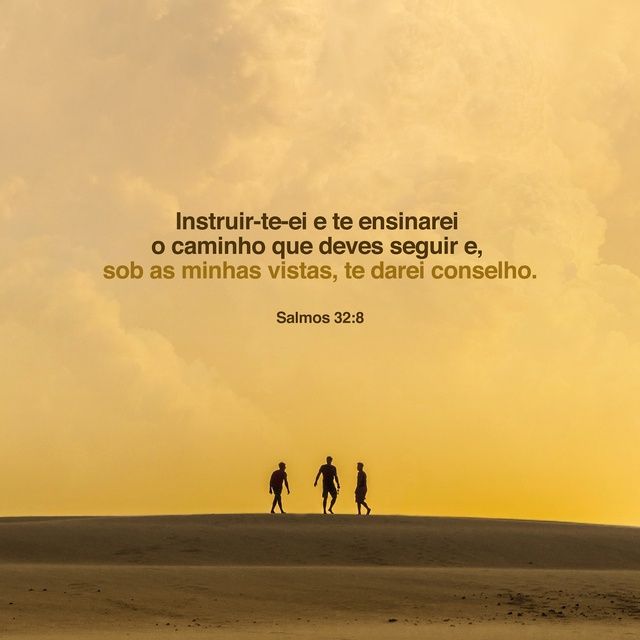 Instruir-te-ei e te ensinarei
o caminho que deves seguir e,
sob as minhas vistas, te darei conselho.
Salmos 32:8